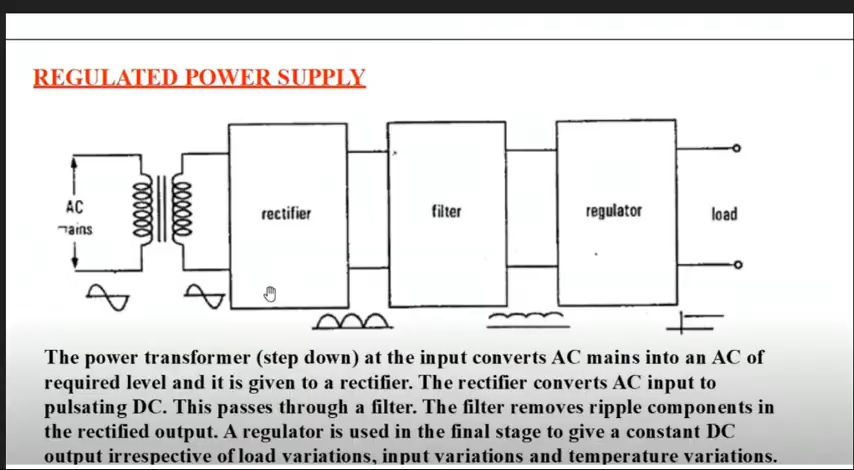 REGULATED POWER SUPPLY
AC
mains
rectifier
filter
regulator
load
The power transformer (step down) at the input converts AC mains into an AC of
required level and it is given to a rectifier. The rectifier converts AC input to
pulsating DC. This passes through a filter. The filter removes ripple components in
the rectified output. A regulator is used in the final stage to give a constant DC
output irrespective of load variations, input variations and temperature variations.